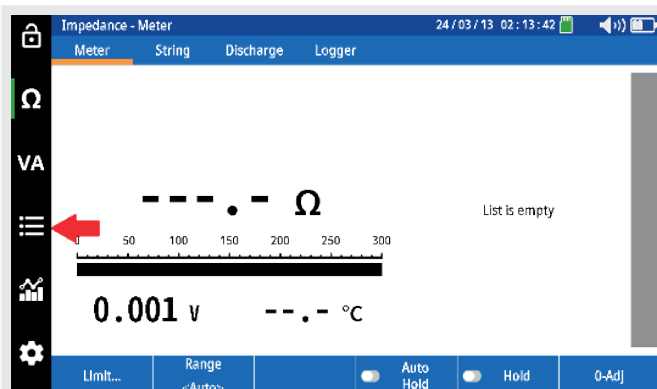 Impedance - Meter 24/03/13 02:13:42
Meter String Discharge Logger
Ω
VA
---.- Ω
List is empty
0 50 100 150 200 250 300
0.001 V --.- °C
Limit... Range <Auto> Auto Hold Hold 0-Adj